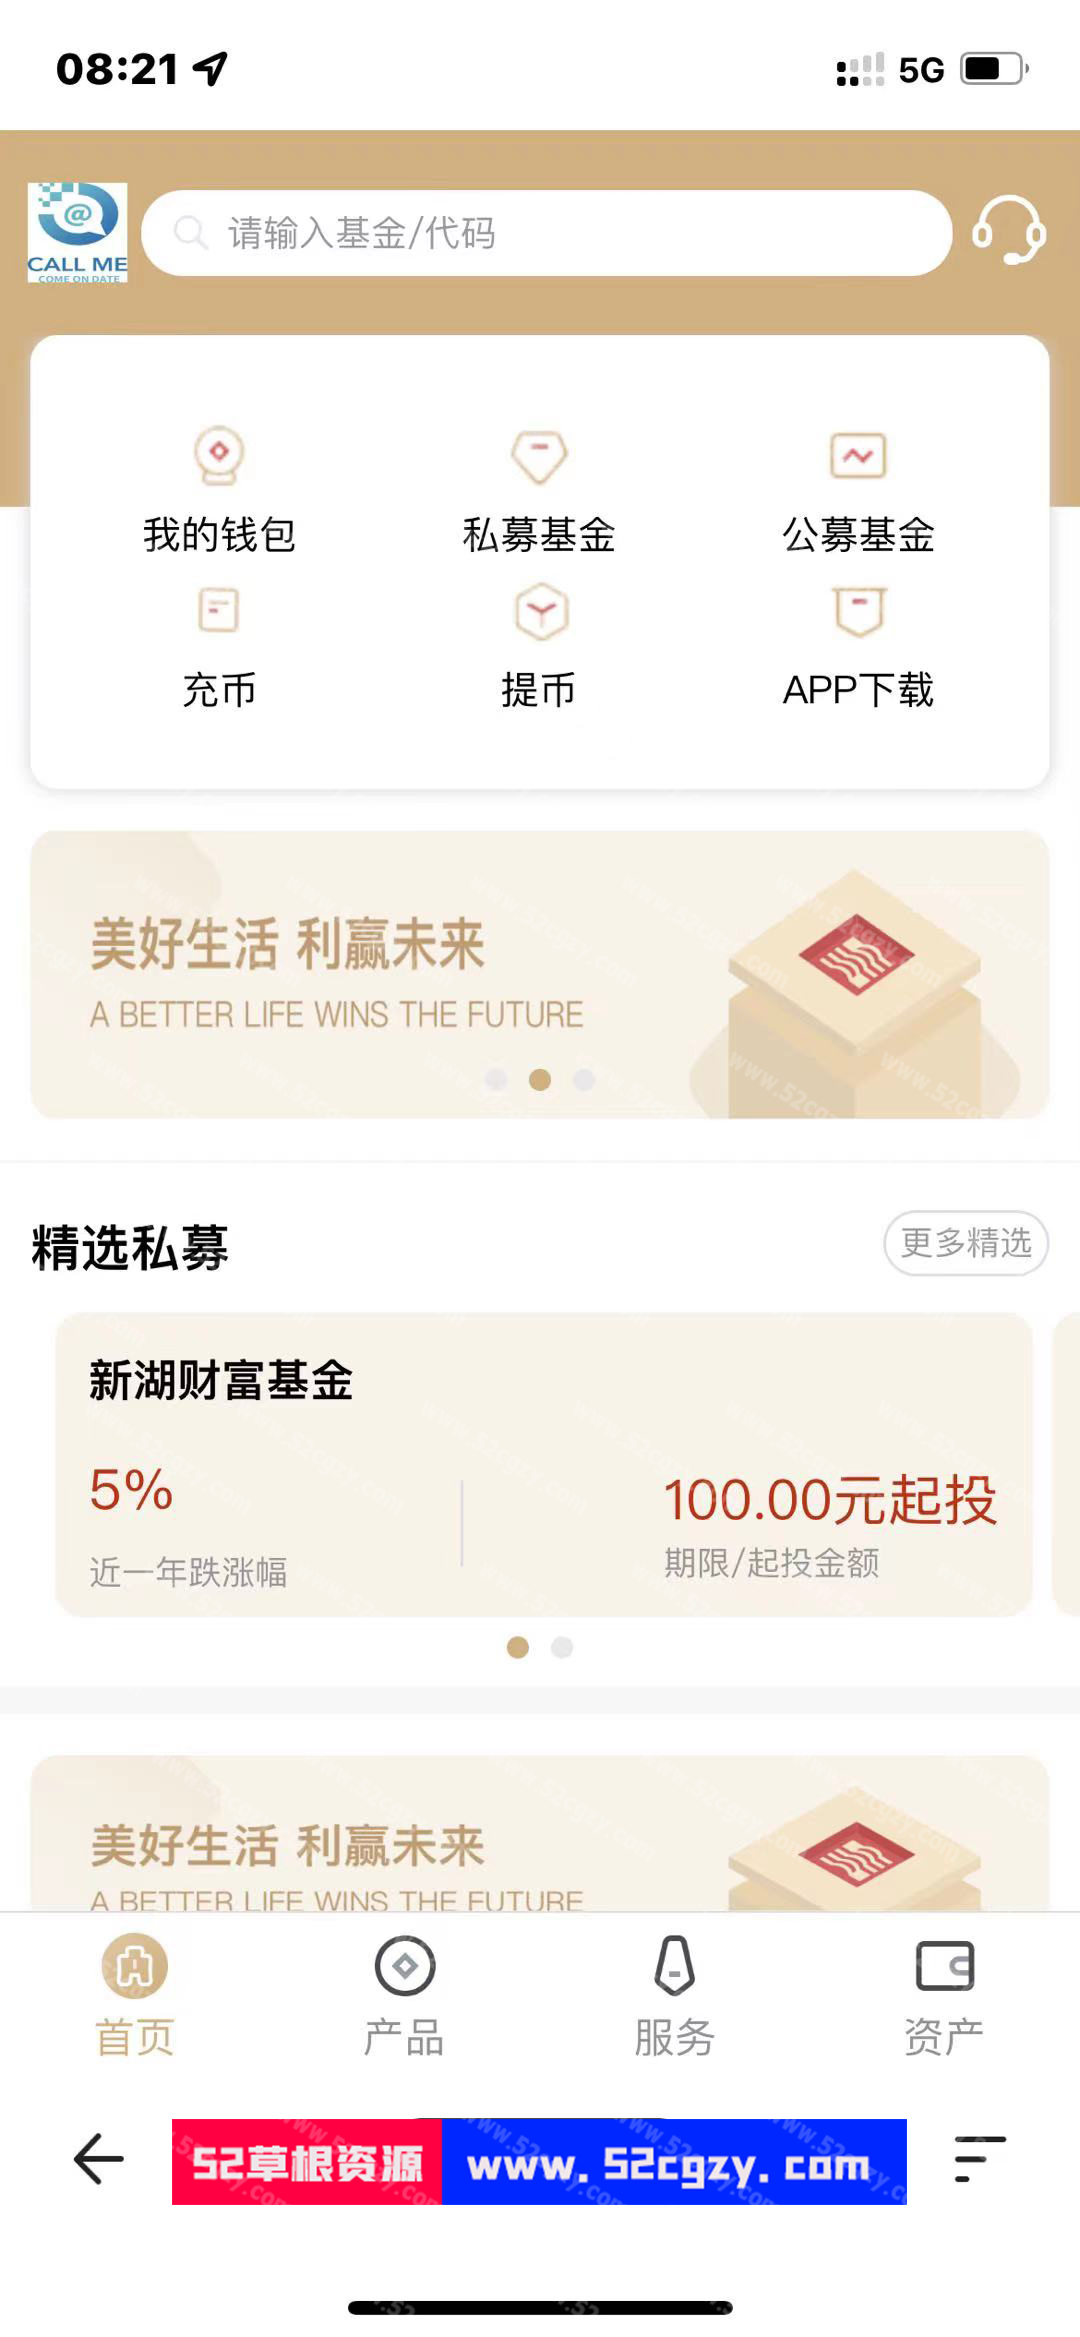 08:21
5G
CALL ME
COME ON DATE
请输入基金/代码
我的钱包
私募基金
公募基金
充币
提币
APP下载
美好生活 利赢未来
A BETTER LIFE WINS THE FUTURE
精选私募
更多精选
新湖财富基金
5%
100.00元起投
近一年跌涨幅
期限/起投金额
美好生活 利赢未来
A BETTER LIFE WINS THE FUTURE
首页
产品
服务
资产
52草根资源
www.52cgzy.com